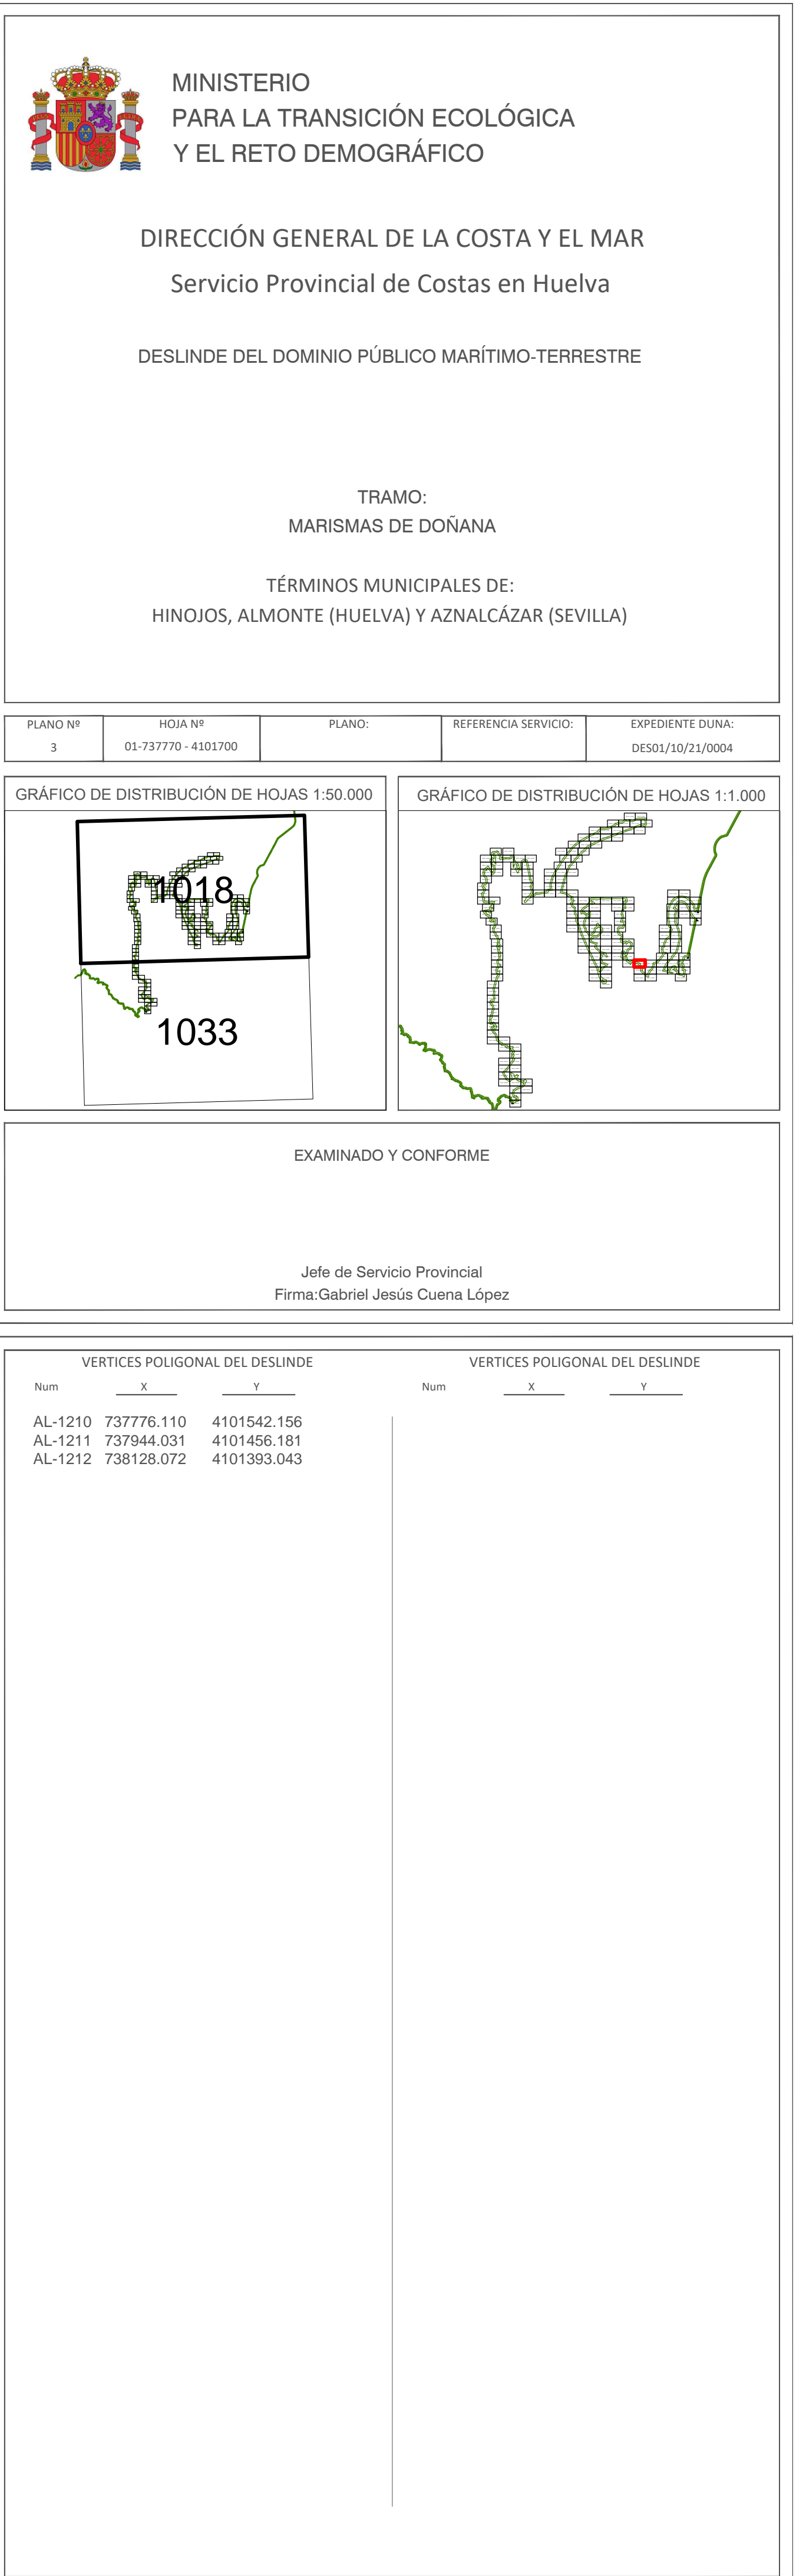 MINISTERIO
PARA LA TRANSICIÓN ECOLÓGICA
Y EL RETO DEMOGRÁFICO
DIRECCIÓN GENERAL DE LA COSTA Y EL MAR
Servicio Provincial de Costas en Huelva
DESLINDE DEL DOMINIO PÚBLICO MARÍTIMO-TERRESTRE
TRAMO:
MARISMAS DE DOÑANA
TÉRMINOS MUNICIPALES DE:
HINOJOS, ALMONTE (HUELVA) Y AZNALCÁZAR (SEVILLA)
PLANO Nº
3
HOJA Nº
01-737770 - 4101700
PLANO:
REFERENCIA SERVICIO:
EXPEDIENTE DUNA:
DES01/10/21/0004
GRÁFICO DE DISTRIBUCIÓN DE HOJAS 1:50.000
1018
1033
GRÁFICO DE DISTRIBUCIÓN DE HOJAS 1:1.000
EXAMINADO Y CONFORME
Jefe de Servicio Provincial
Firma:Gabriel Jesús Cuena López
VERTICES POLIGONAL DEL DESLINDE
Num X Y
AL-1210 737776.110 4101542.156
AL-1211 737944.031 4101456.181
AL-1212 738128.072 4101393.043
VERTICES POLIGONAL DEL DESLINDE
Num X Y